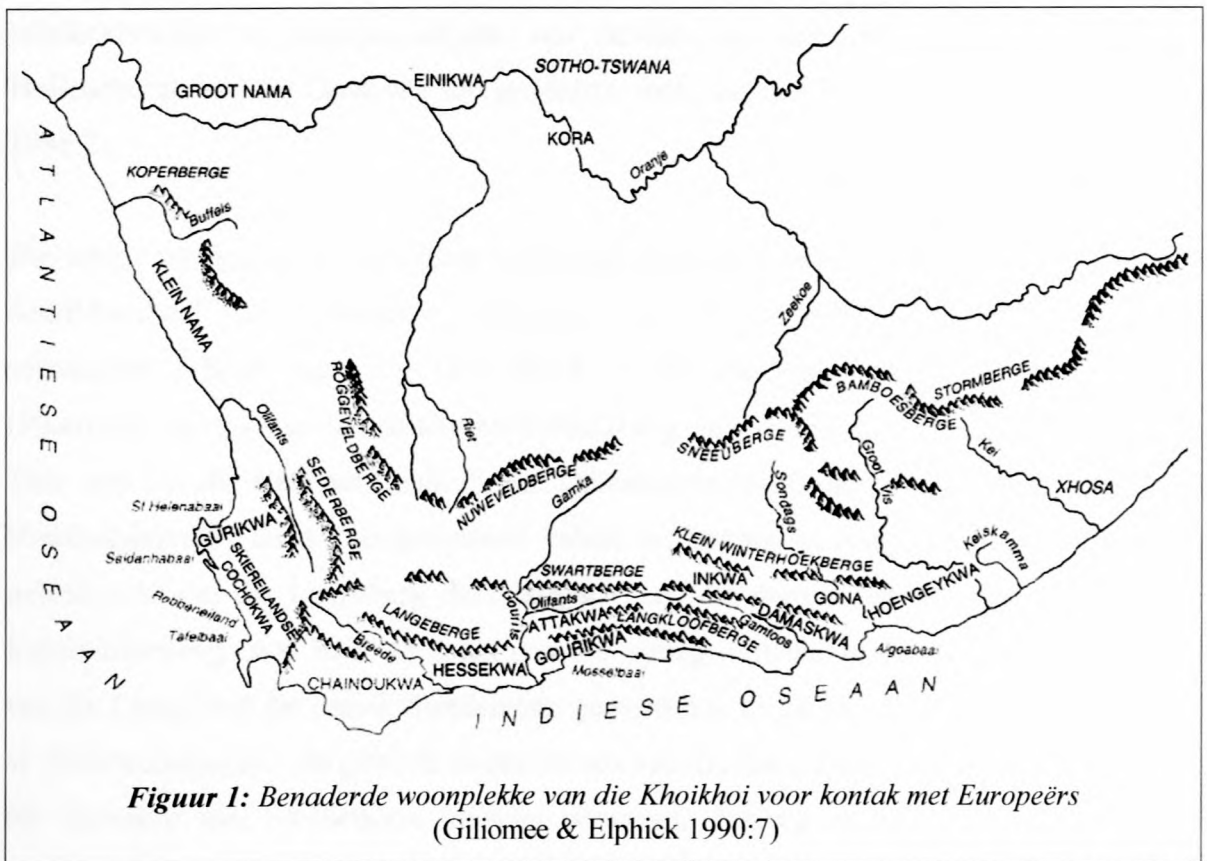 GROOT NAMA
EINIKWA
SOTHO-TSWANA
KORA
Oranje
ATLANTIESE OSEAAN
KOPERBERGE
Buffels
KLEIN NAMA
Zeekoe
ROGGEVELDBERGE
Riet
Olifants
SEDERBERGE
NUWEVELDBERGE
Gamka
SNEEUBERGE
BAMBOESBERGE
STORMBERGE
Groot Vis
Kei
XHOSA
Sondags
Keiskamma
St Helenabaai
GURIKWA
Saldanhabaai
SKIEREILANDSE
COCHOKWA
Robbeneiland
Tafelbaai
KLEIN WINTERHOEKBERGE
SWARTBERGE
INKWA
GONA
HOENGEYKWA
Gouris
Olifants
ATTAKWA
LANGKLOOFBERGE
DAMASKWA
Gamtoos
LANGEBERGE
Breede
HESSEKWA
GOURIKWA
Algoabaai
Mosselbaai
CHAINOUKWA
INDIESE OSEAAN
Figuur 1: Benaderde woonplekke van die Khoikhoi voor kontak met Europeërs
(Giliomee & Elphick 1990:7)